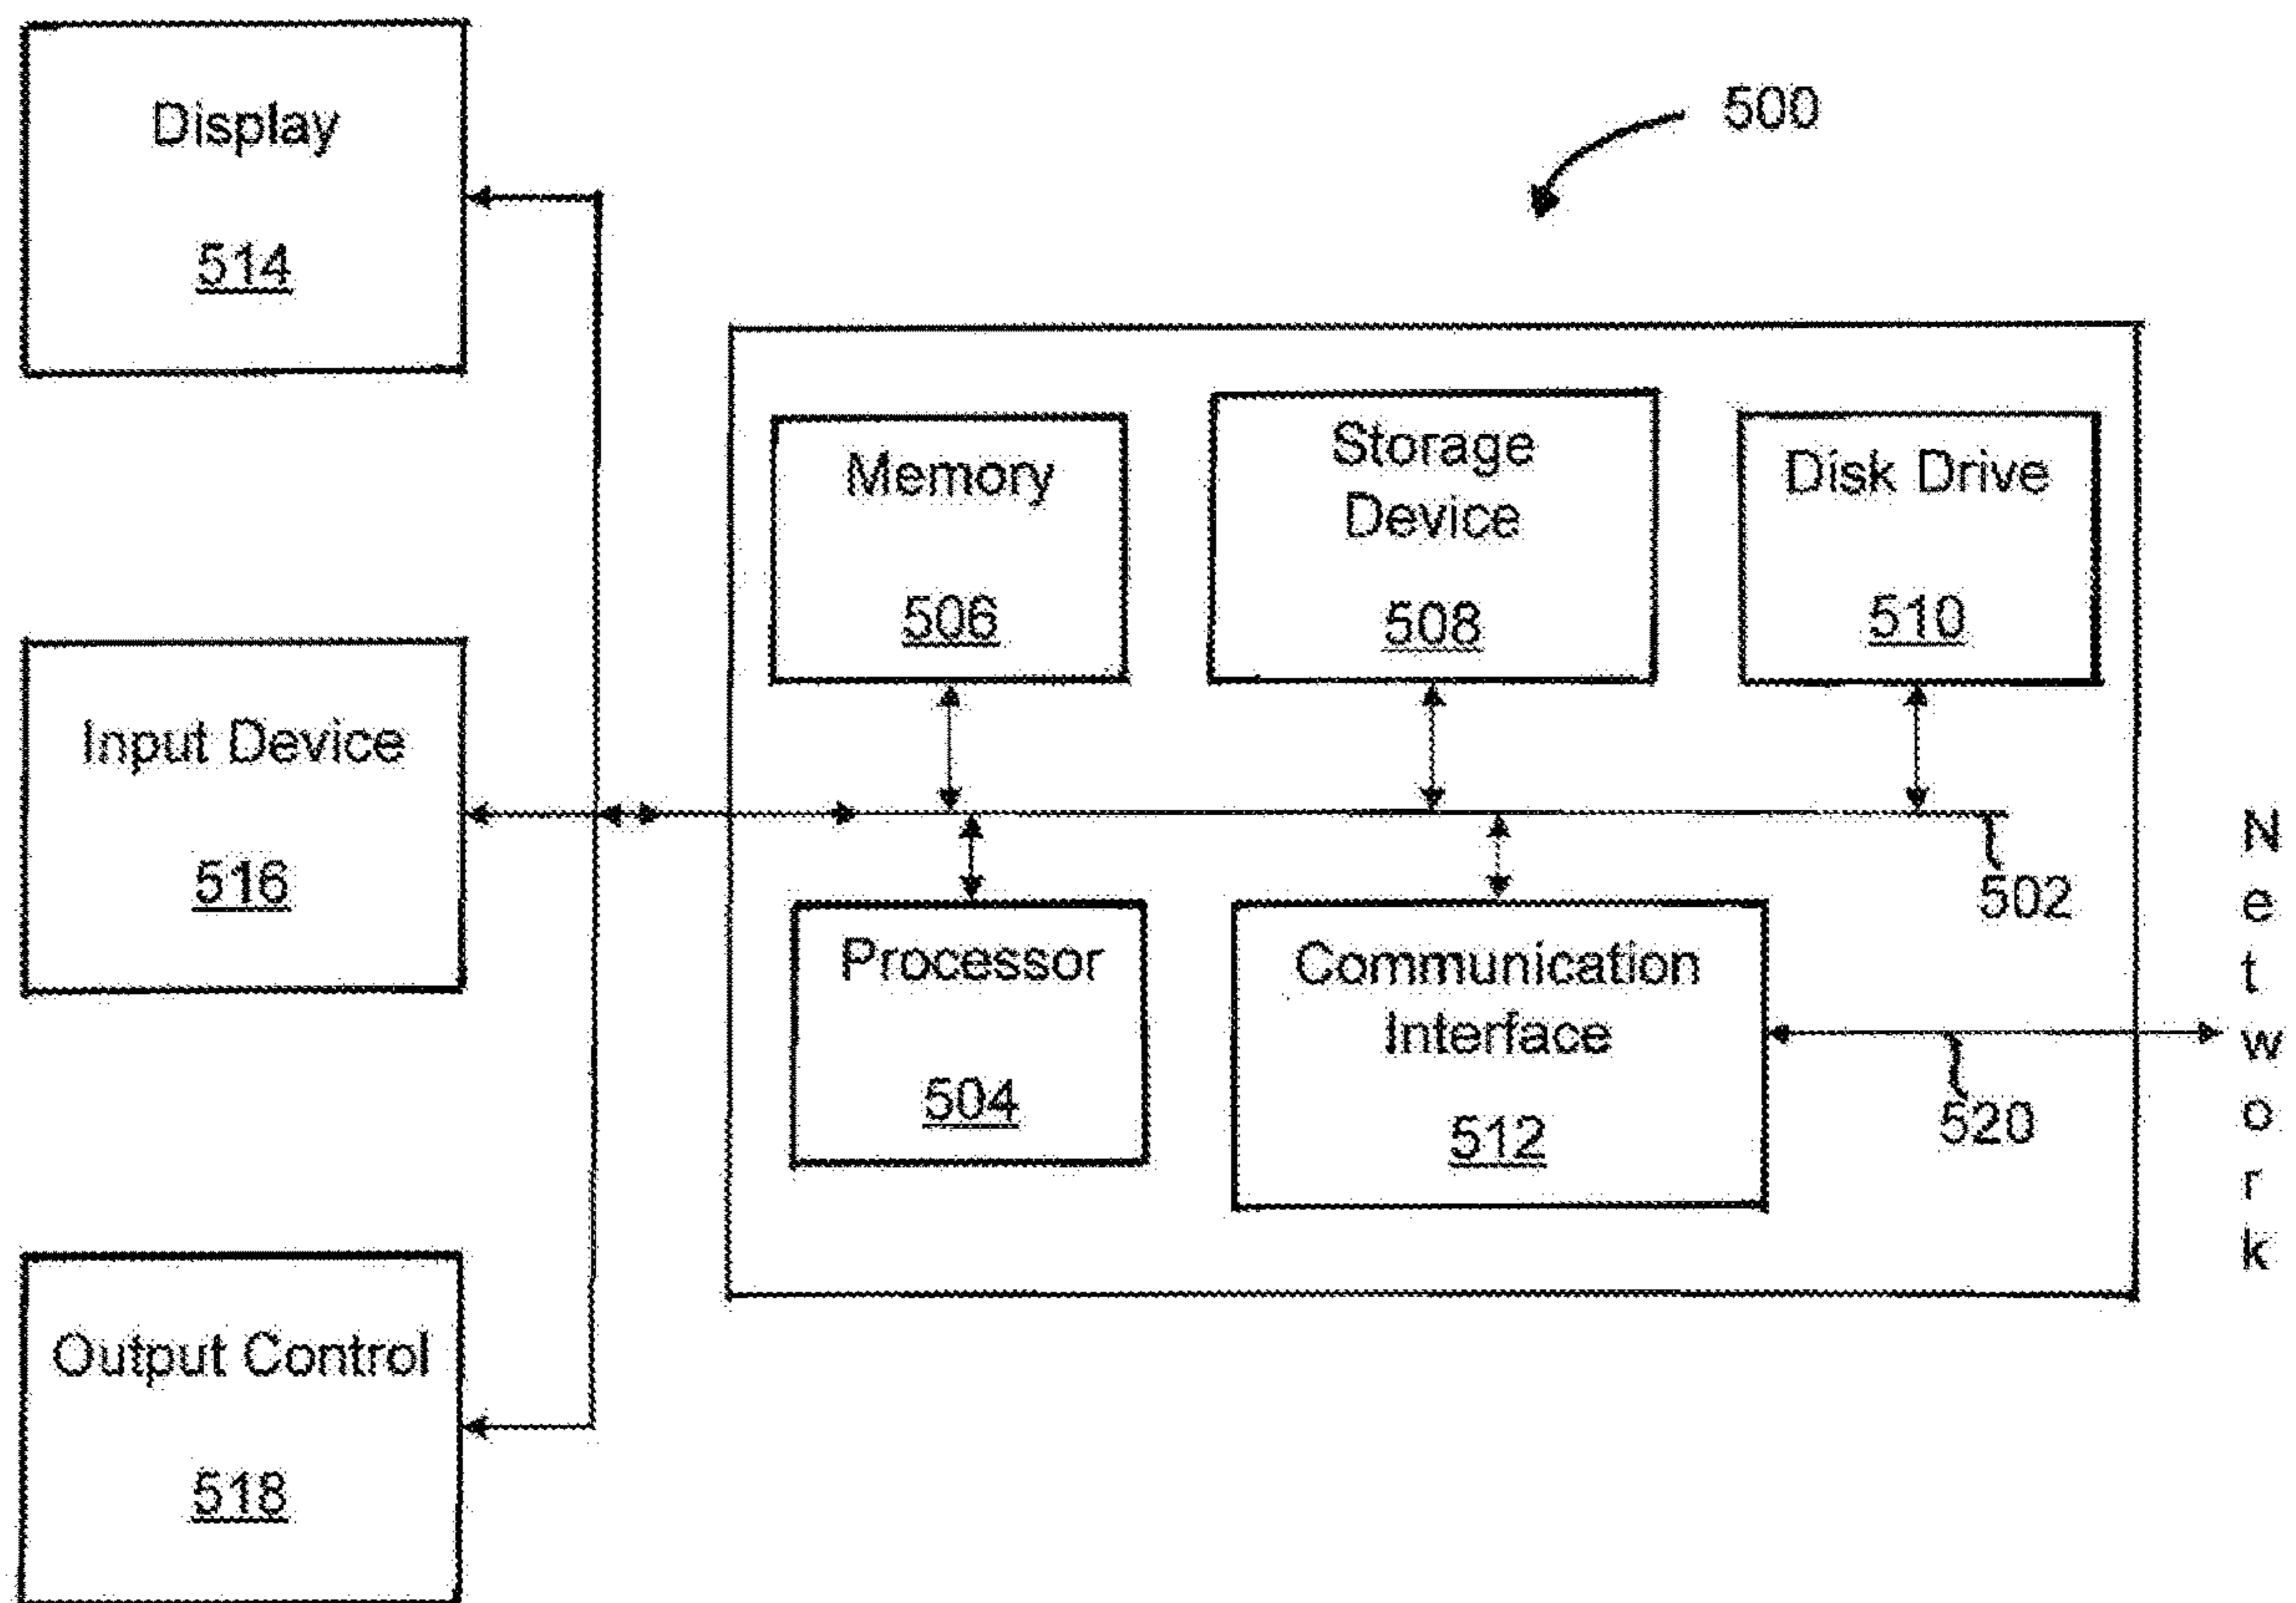 Display
514
500
Memory
506
Storage
Device
508
Disk Drive
510
Input Device
516
502
Processor
504
Communication
Interface
512
520
Network
Output Control
518